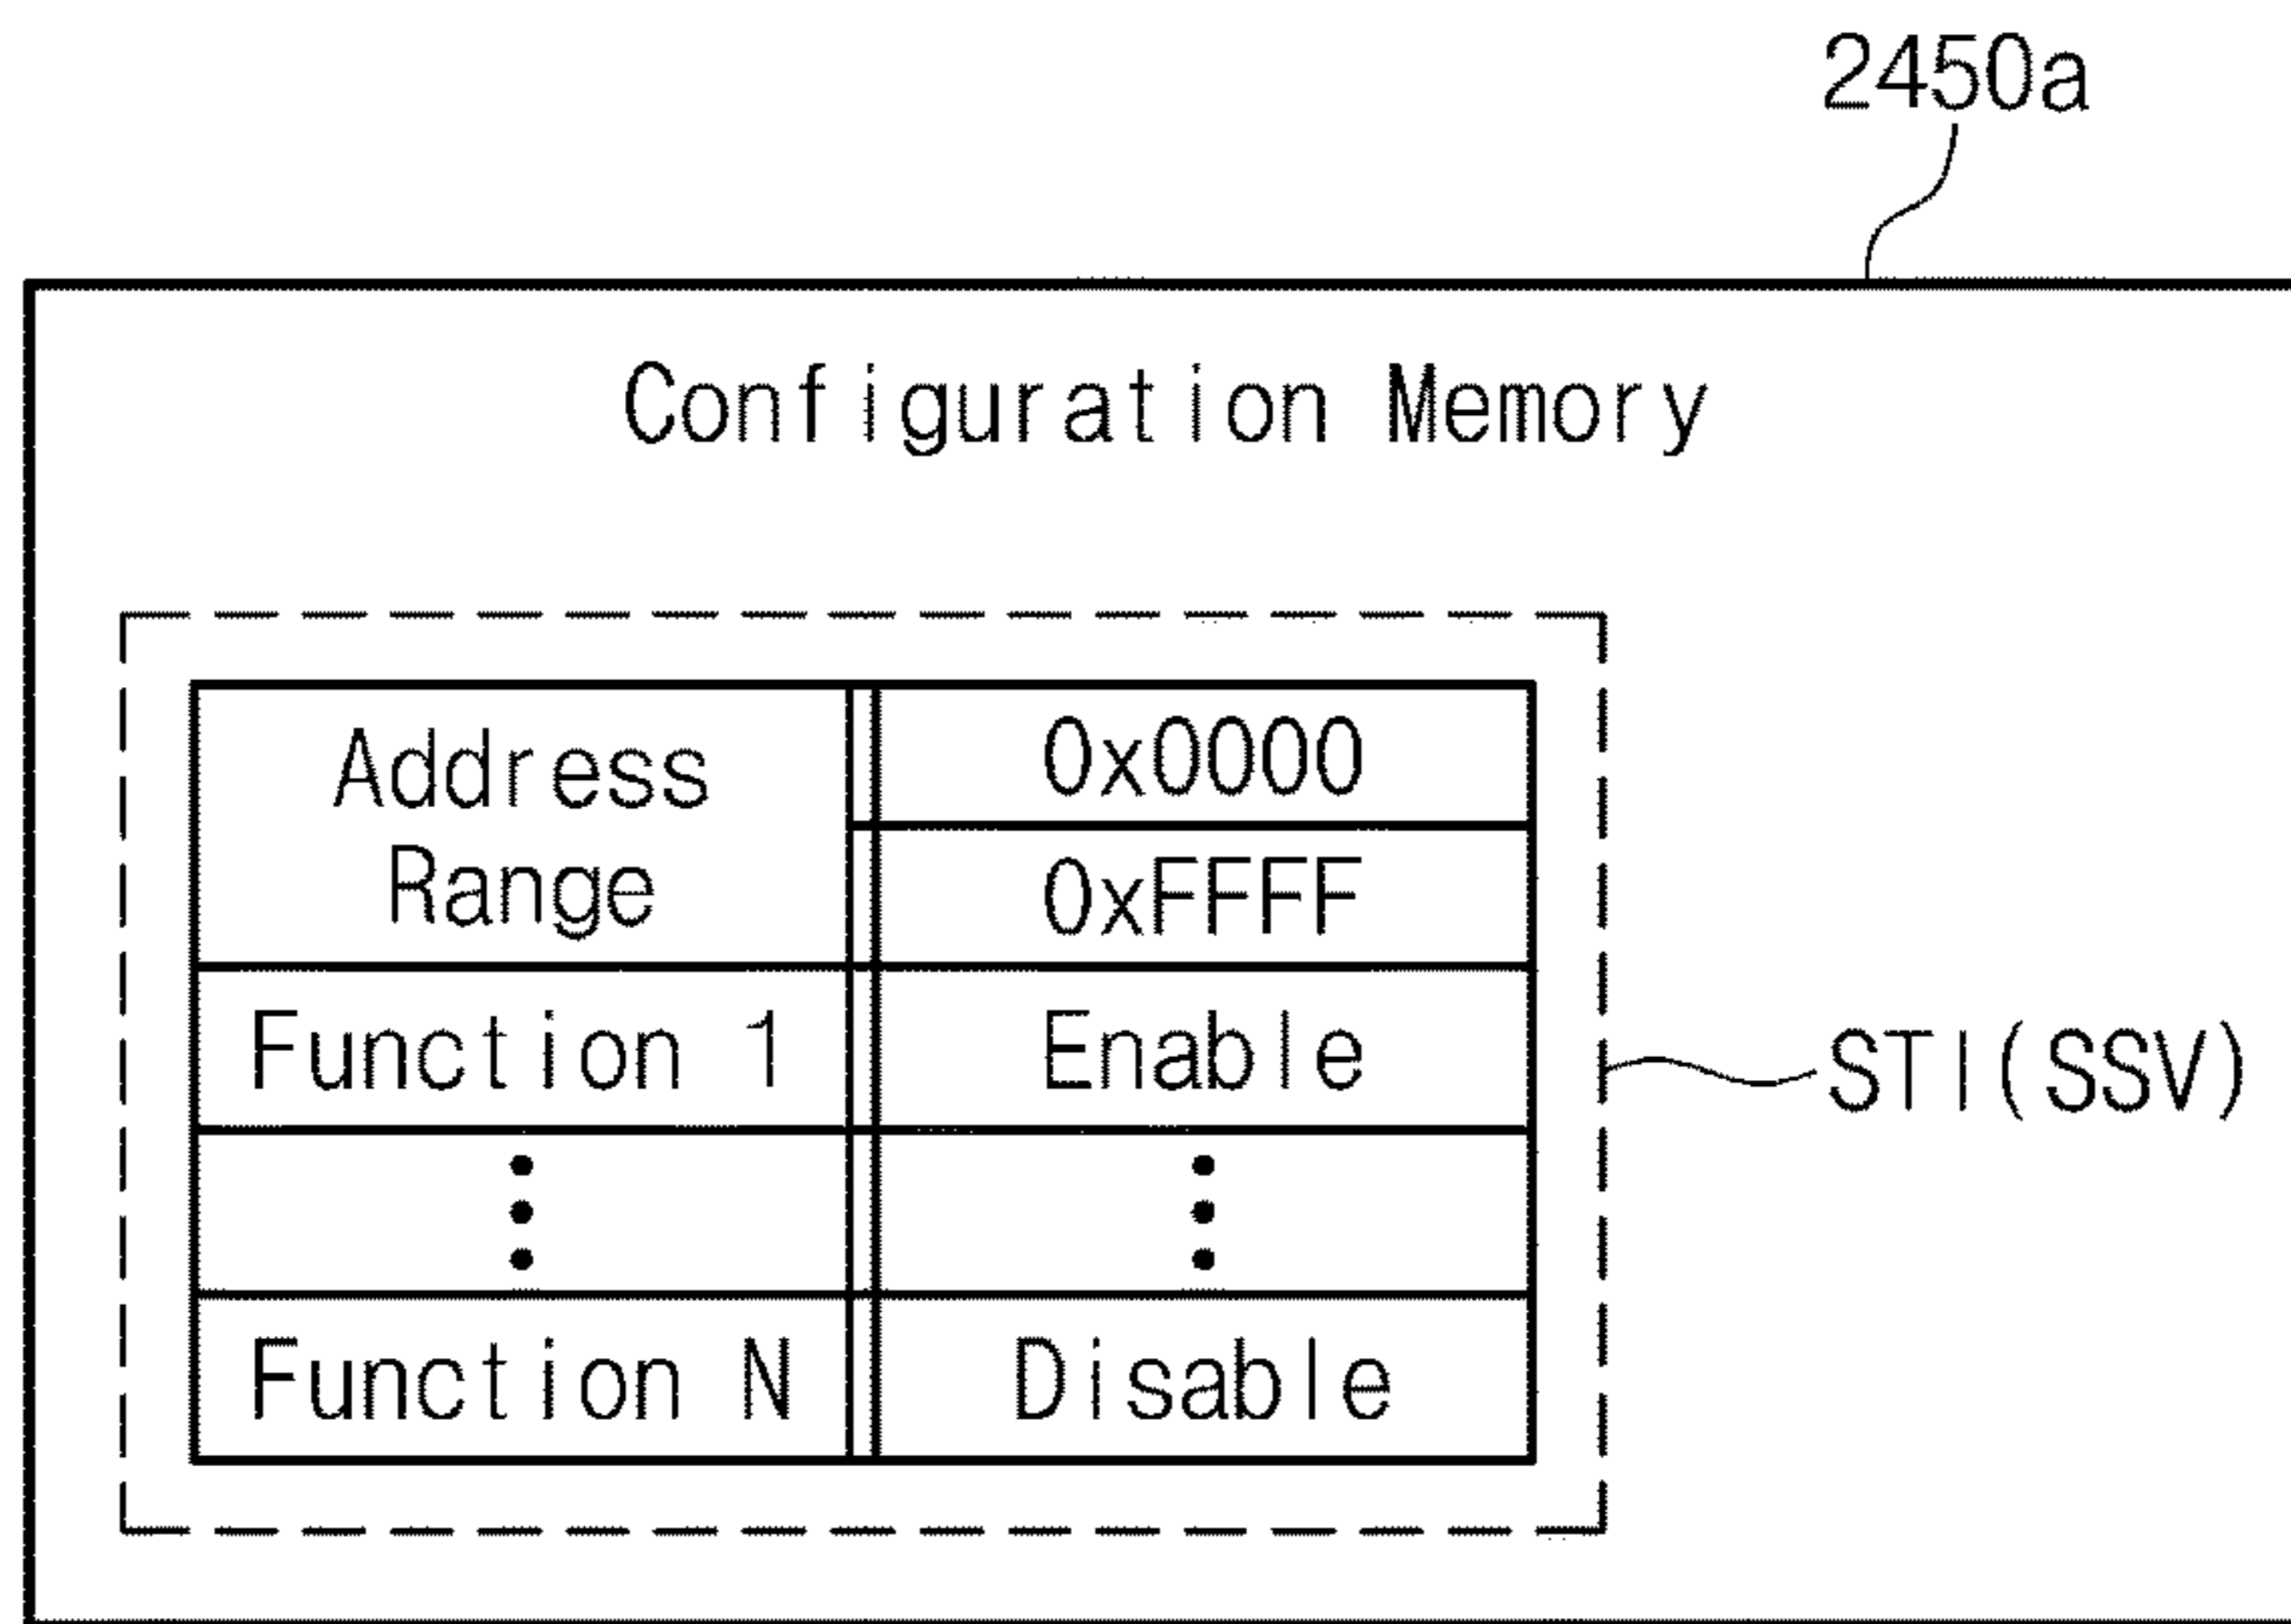 2450a
Configuration Memory
Address
Range
0x0000
0xFFFF
Function 1
Enable
STI(SSV)
Function N
Disable